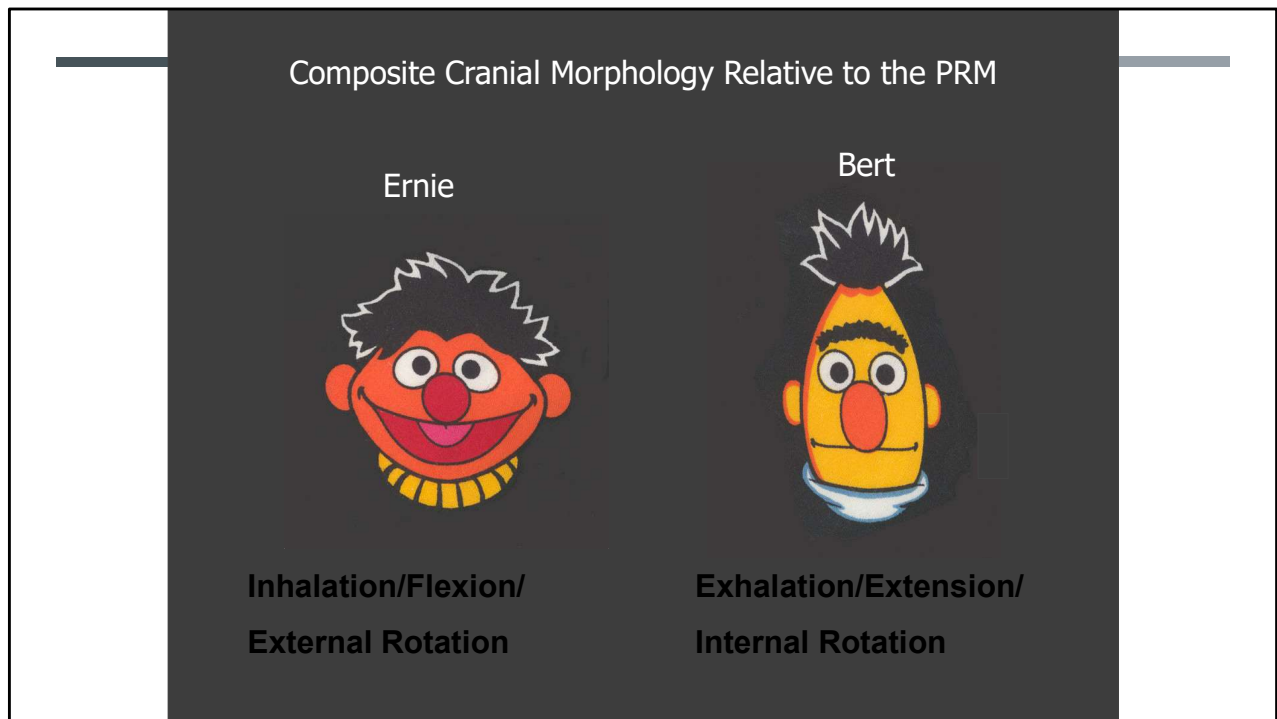 Composite Cranial Morphology Relative to the PRM
Ernie
Bert
Inhalation/Flexion/
External Rotation
Exhalation/Extension/
Internal Rotation